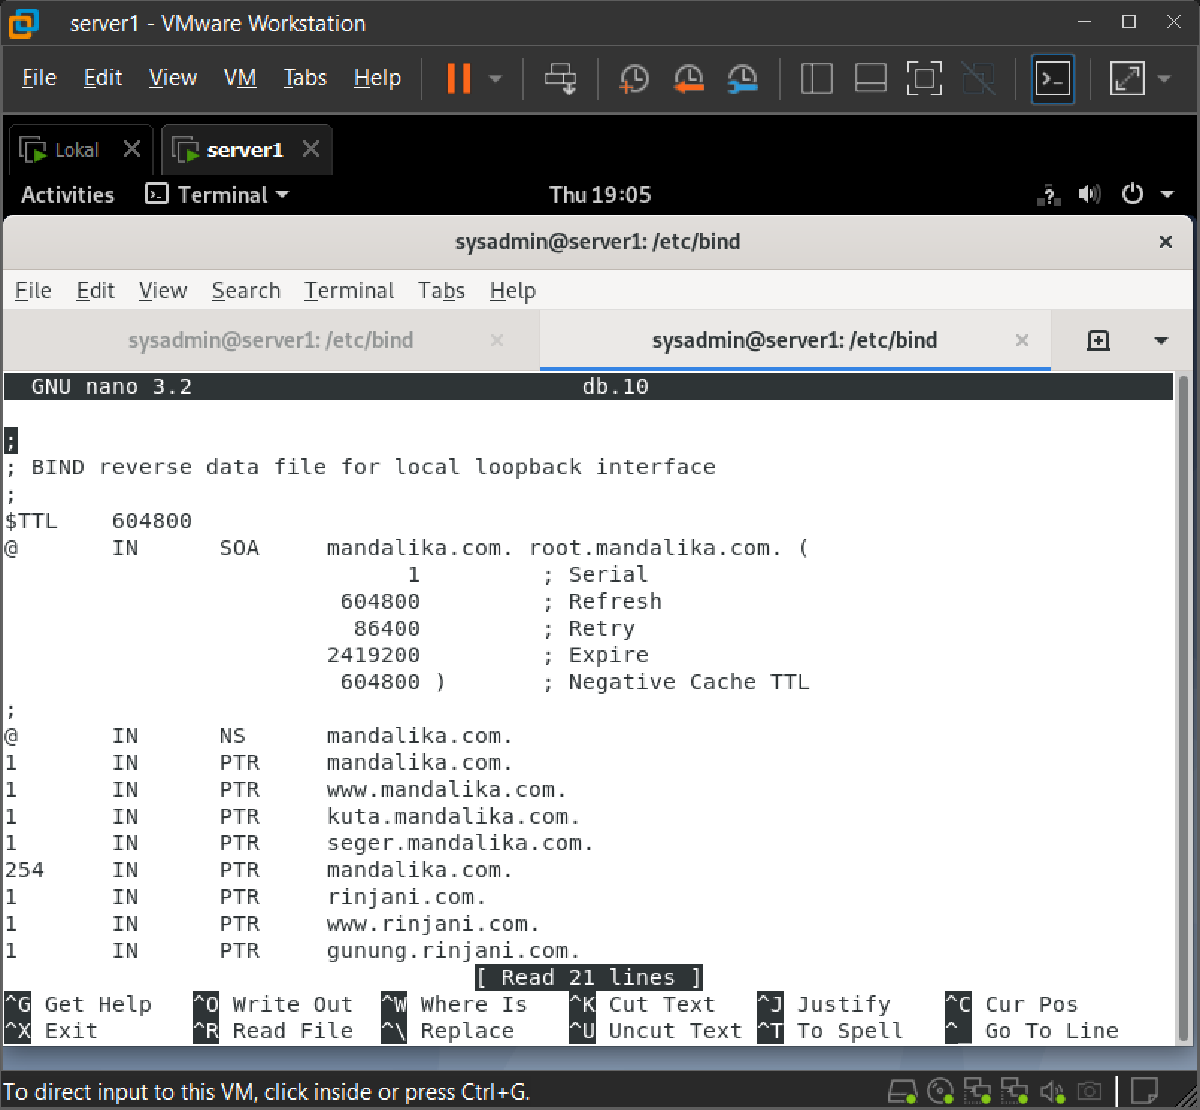 server1 - VMware Workstation
File Edit View VM Tabs Help
Lokal server1
Activities Terminal Thu 19:05
sysadmin@server1: /etc/bind
File Edit View Search Terminal Tabs Help
sysadmin@server1: /etc/bind sysadmin@server1: /etc/bind
GNU nano 3.2 db.10
;
; BIND reverse data file for local loopback interface
;
$TTL 604800
@ IN SOA mandalika.com. root.mandalika.com. (
1 ; Serial
604800 ; Refresh
86400 ; Retry
2419200 ; Expire
604800 ) ; Negative Cache TTL
;
@ IN NS mandalika.com.
1 IN PTR mandalika.com.
1 IN PTR www.mandalika.com.
1 IN PTR kuta.mandalika.com.
1 IN PTR seger.mandalika.com.
254 IN PTR mandalika.com.
1 IN PTR rinjani.com.
1 IN PTR www.rinjani.com.
1 IN PTR gunung.rinjani.com.
[ Read 21 lines ]
^G Get Help ^O Write Out ^W Where Is ^K Cut Text ^J Justify ^C Cur Pos
^X Exit ^R Read File ^\ Replace ^U Uncut Text ^T To Spell ^_ Go To Line
To direct input to this VM, click inside or press Ctrl+G.